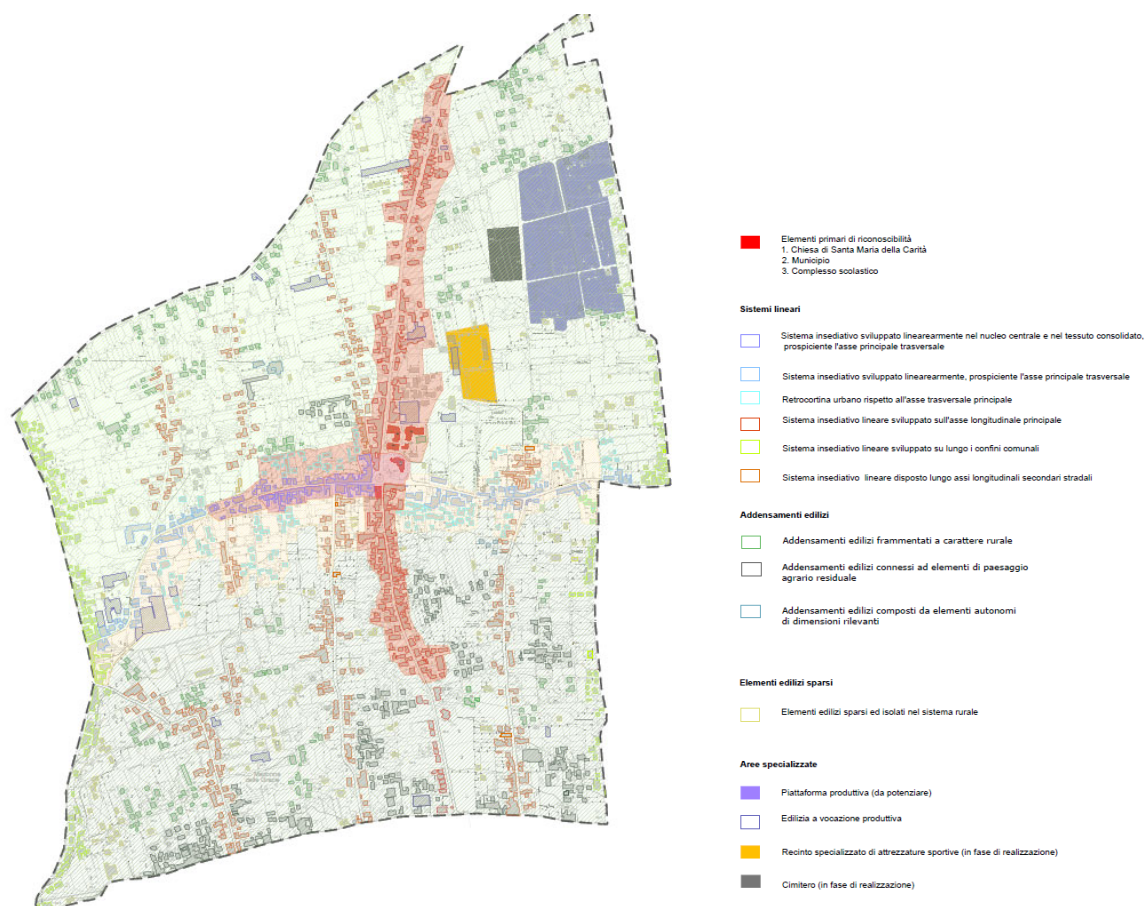 Elementi primari di riconoscibilità
1. Chiesa di Santa Maria della Carità
2. Municipio
3. Complesso scolastico
Sistemi lineari
Sistema insediativo sviluppato linearearmente nel nucleo centrale e nel tessuto consolidato,
prospiciente l'asse principale trasversale
Sistema insediativo sviluppato linearearmente, prospiciente l'asse principale trasversale
Retrocortina urbano rispetto all'asse trasversale principale
Sistema insediativo lineare sviluppato sull'asse longitudinale principale
Sistema insediativo lineare sviluppato su lungo i confini comunali
Sistema insediativo lineare disposto lungo assi longitudinali secondari stradali
Addensamenti edilizi
Addensamenti edilizi frammentati a carattere rurale
Addensamenti edilizi connessi ad elementi di paesaggio
agrario residuale
Addensamenti edilizi composti da elementi autonomi
di dimensioni rilevanti
Elementi edilizi sparsi
Elementi edilizi sparsi ed isolati nel sistema rurale
Aree specializzate
Piattaforma produttiva (da potenziare)
Edilizia a vocazione produttiva
Recinto specializzato di attrezzature sportive (in fase di realizzazione)
Cimitero (in fase di realizzazione)
Madonna
delle Grazie